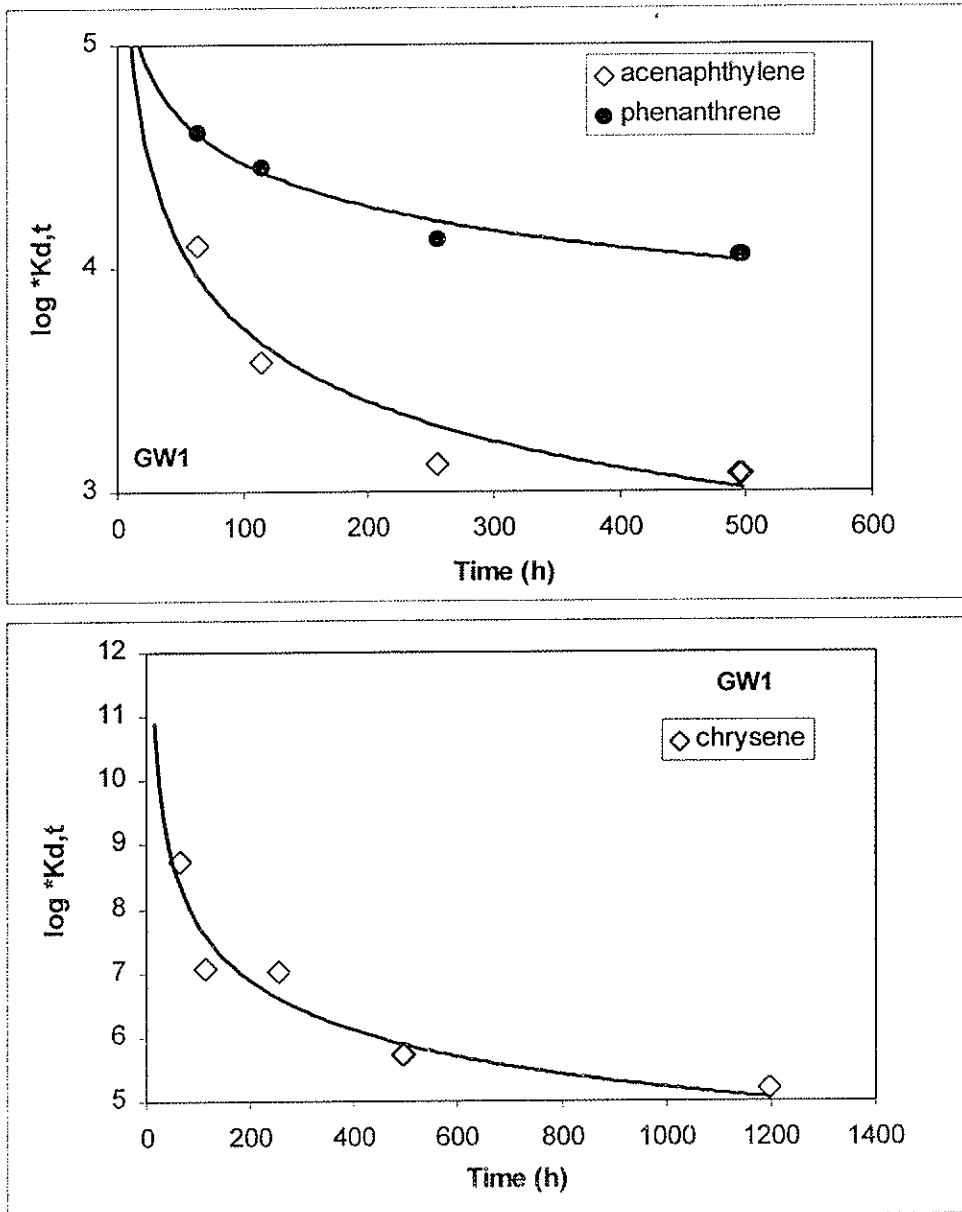 5
4
3
log *Kd,t
acenaphthylene
phenanthrene
GW1
0 100 200 300 400 500 600
Time (h)
12
11
10
9
8
7
6
5
log *Kd,t
GW1
chrysene
0 200 400 600 800 1000 1200 1400
Time (h)